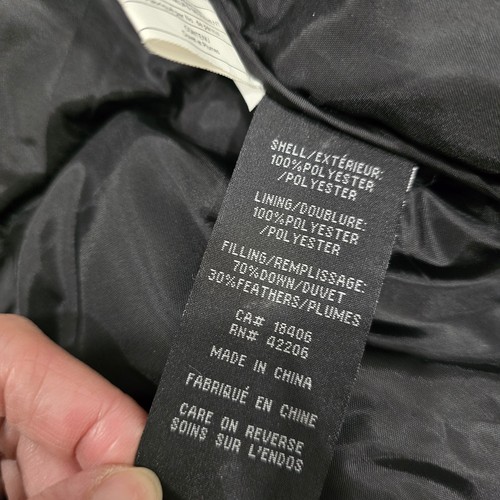 SHELL/EXTÉRIEUR:
100%POLYESTER
/POLYESTER
LINING/DOUBLURE:
100%POLYESTER
/POLYESTER
FILLING/REMPLISSAGE:
70%DOWN/DUVET
30%FEATHERS/PLUMES
CA# 18406
RN# 42206
MADE IN CHINA
FABRIQUÉ EN CHINE
CARE ON REVERSE
SOINS SUR L'ENDOS